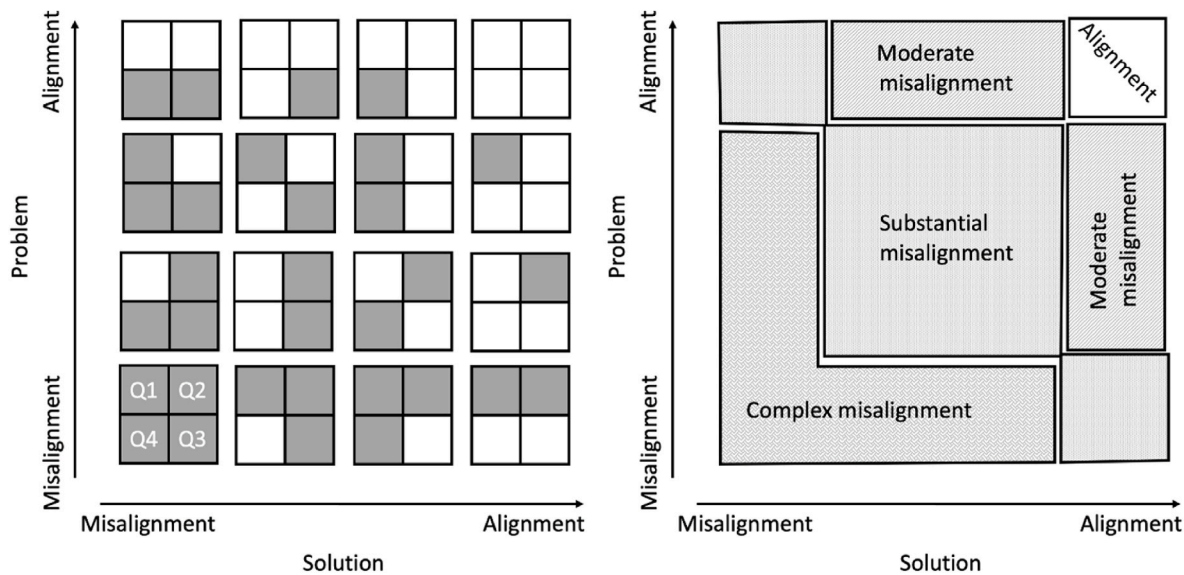 Alignment
Problem
Misalignment
Q1 Q2
Q4 Q3
Misalignment
Alignment
Solution
Alignment
Problem
Misalignment
Moderate
misalignment
Alignment
Substantial
misalignment
Moderate
misalignment
Complex misalignment
Misalignment
Alignment
Solution